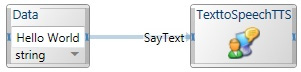 Data
Hello World
string
SayText
TexttoSpeechTTS